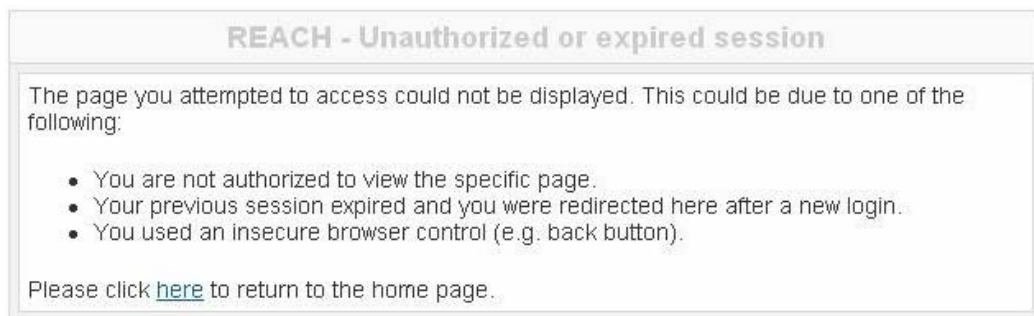 REACH - Unauthorized or expired session
The page you attempted to access could not be displayed. This could be due to one of the
following:
• You are not authorized to view the specific page.
• Your previous session expired and you were redirected here after a new login.
• You used an insecure browser control (e.g. back button).
Please click here to return to the home page.